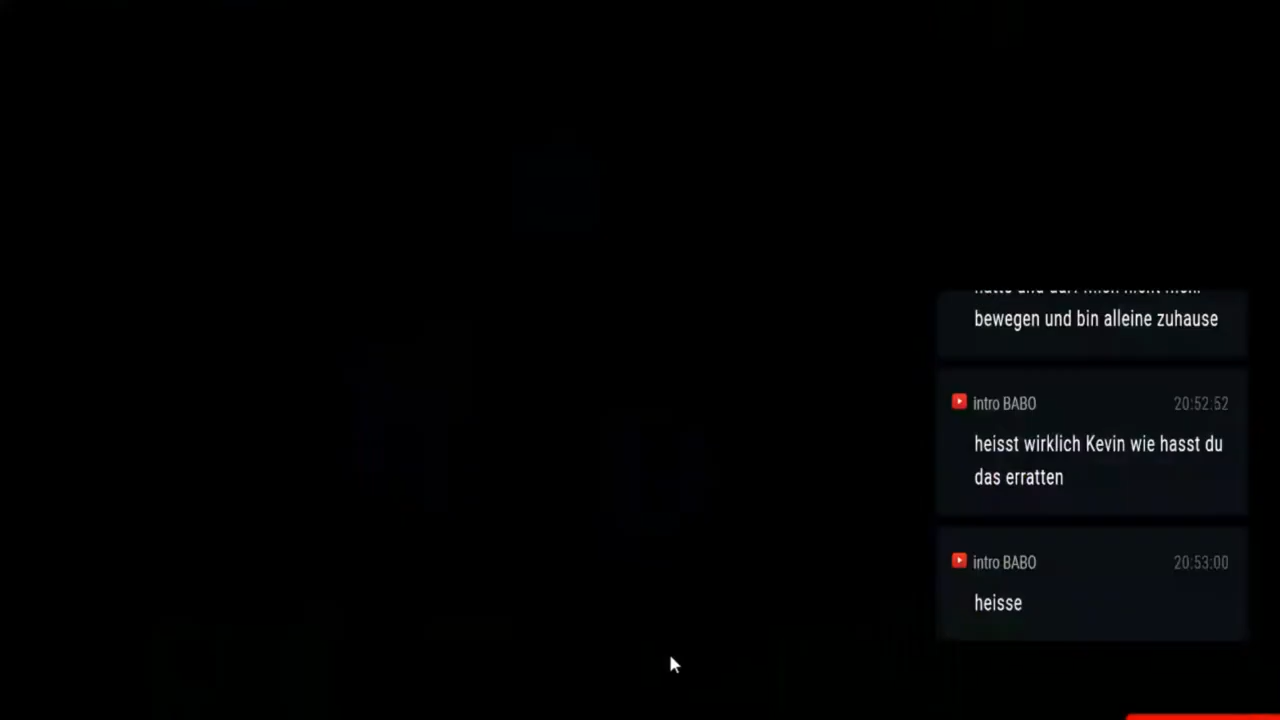 bewegen und bin alleine zuhause
intro BABO 20:52:52
heisst wirklich Kevin wie hasst du
das erratten
intro BABO 20:53:00
heisse